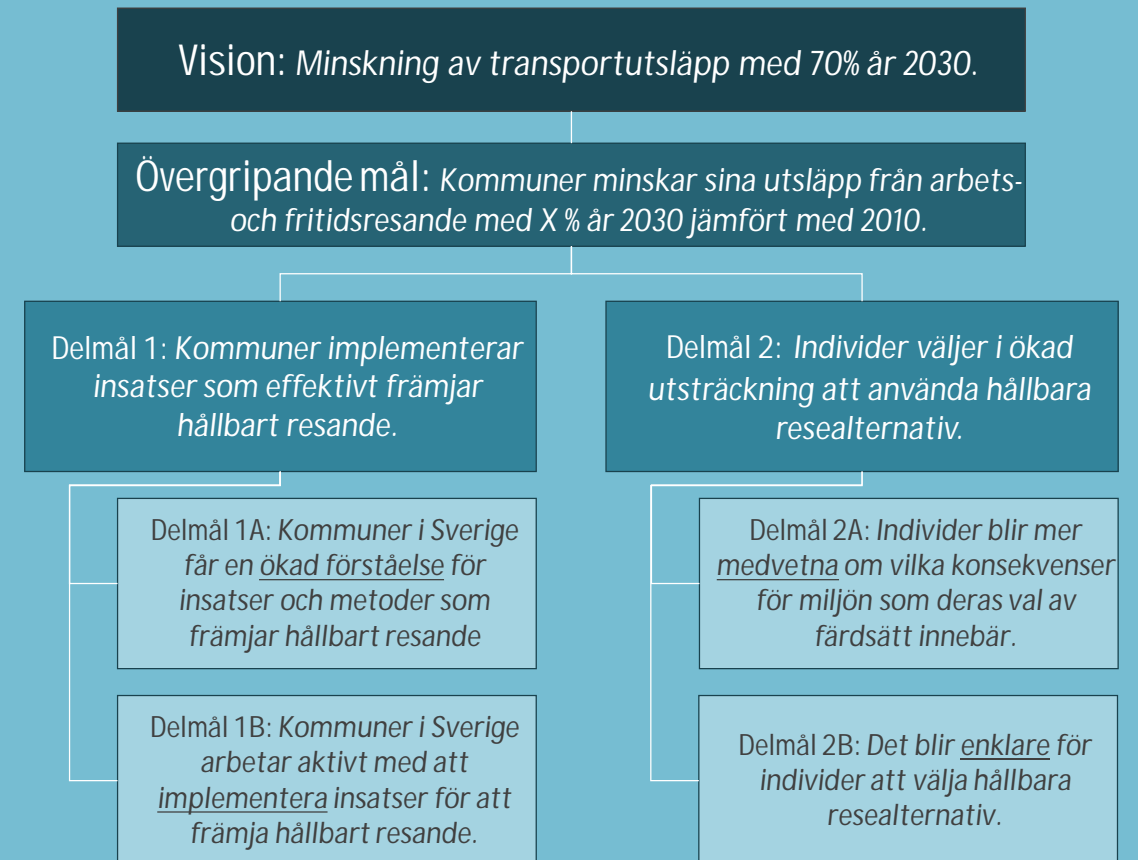 Vision: Minskning av transportutsläpp med 70% år 2030.
Övergripande mål: Kommuner minskar sina utsläpp från arbets-
och fritidsresande med X % år 2030 jämfört med 2010.
Delmål 1: Kommuner implementerar
insatser som effektivt främjar
hållbart resande.
Delmål 1A: Kommuner i Sverige
får en ökad förståelse för
insatser och metoder som
främjar hållbart resande
Delmål 1B: Kommuner i Sverige
arbetar aktivt med att
implementera insatser för att
främja hållbart resande.
Delmål 2: Individer väljer i ökad
utsträckning att använda hållbara
resealternativ.
Delmål 2A: Individer blir mer
medvetna om vilka konsekvenser
för miljön som deras val av
färdsätt innebär.
Delmål 2B: Det blir enklare för
individer att välja hållbara
resealternativ.